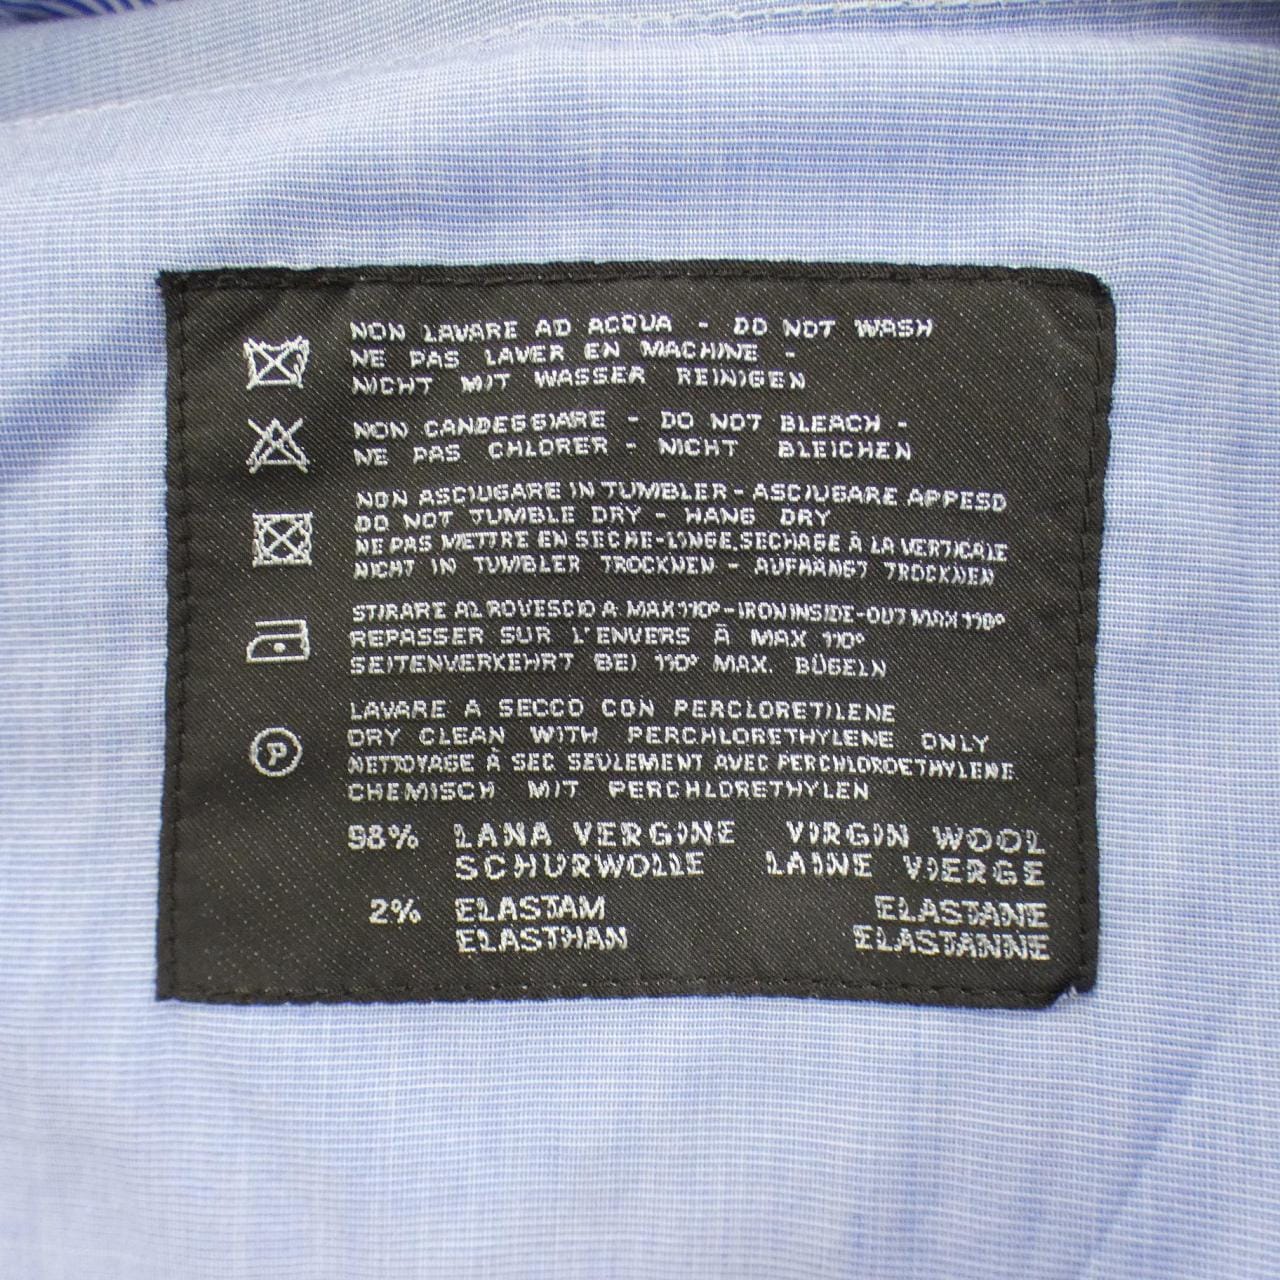 NON LAVARE AD ACQUA - DO NOT WASH
NE PAS LAVER EN MACHINE -
NICHT MIT WASSER REINIGEN
NON CANDEGGIARE - DO NOT BLEACH -
NE PAS CHLORER - NICHT BLEICHEN
NON ASCIUGARE IN TUMBLER - ASCIUGARE APPESO
DO NOT TUMBLE DRY - HANG DRY
NE PAS METTRE EN SECHE-LINGE. SECHAGE À LA VERTICALE
NICHT IN TUMBLER TROCKNEN - AUFHÄNGT TROCKNEN
STIRARE AL ROVESCIO A MAX 110° - IRON INSIDE-OUT MAX 110°
REPASSER SUR L'ENVERS À MAX 110°
SEITENVERKEHRT BEI 110° MAX. BÜGELN
P
LAVARE A SECCO CON PERCLORETILENE
DRY CLEAN WITH PERCHLORETHYLENE ONLY
NETTOYAGE À SEC SEULEMENT AVEC PERCHLOROETHYLENE
CHEMISCH MIT PERCHLORETHYLEN
98% LANA VERGINE VIRGIN WOOL
SCHURWOLLE LAINE VIERGE
2% ELASTAM ELASTANE
ELASTHAN ELASTANNE